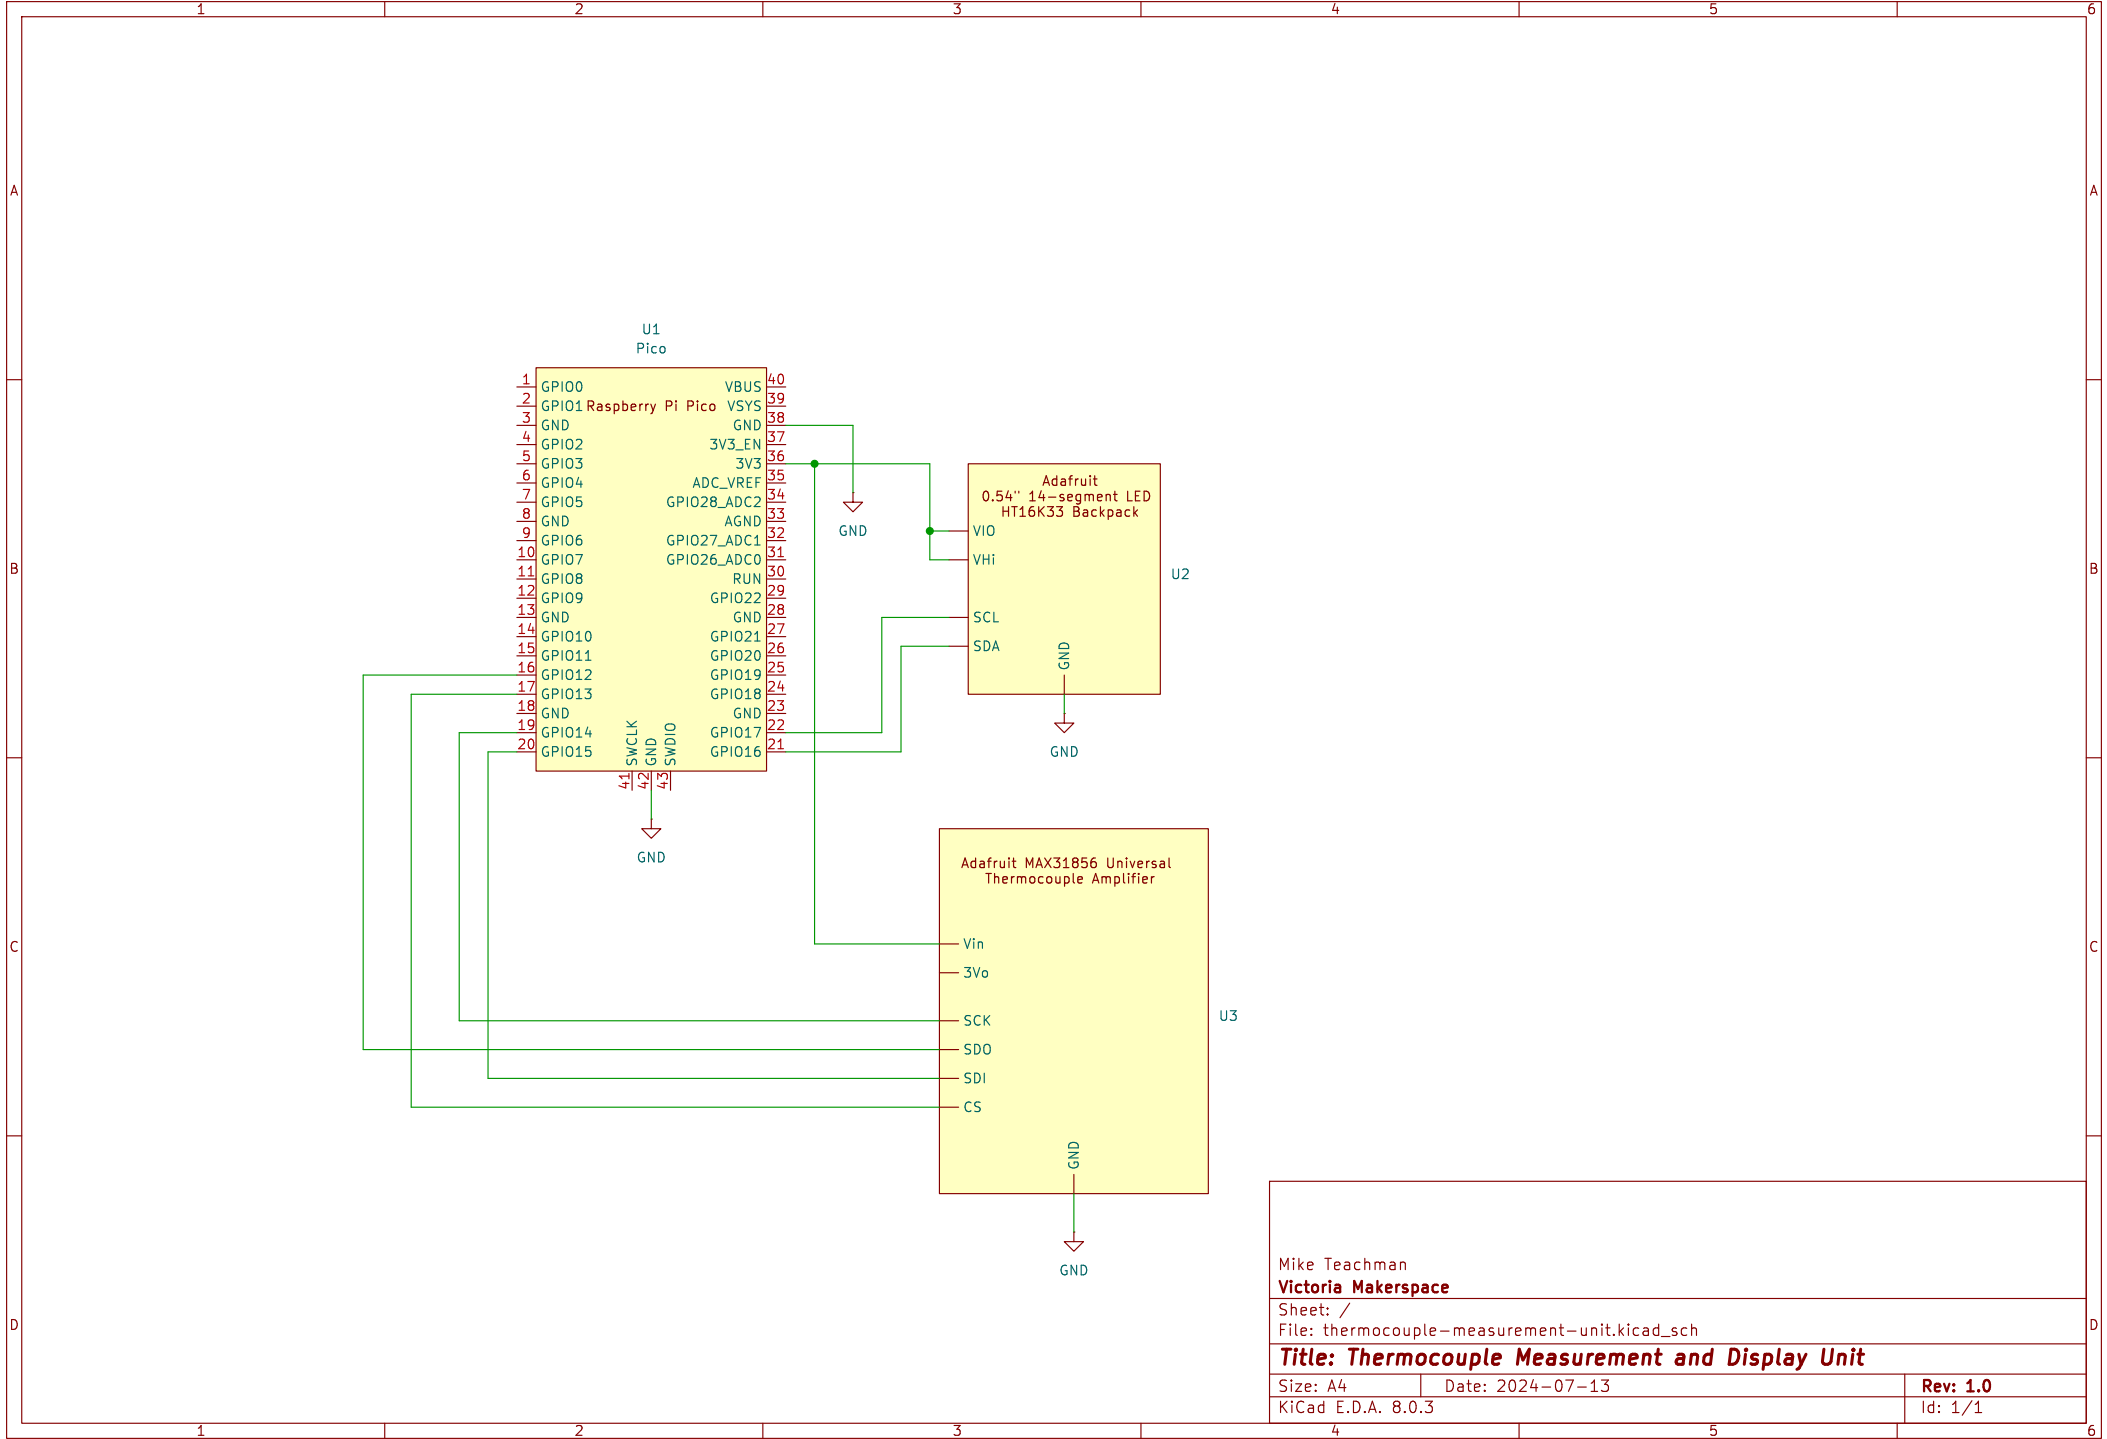 1 2 3 4 5 6
A A
B B
C C
D D
1 2 3 4 5 6
U1
Pico
Raspberry Pi Pico
1 GPIO0
2 GPIO1
3 GND
4 GPIO2
5 GPIO3
6 GPIO4
7 GPIO5
8 GND
9 GPIO6
10 GPIO7
11 GPIO8
12 GPIO9
13 GND
14 GPIO10
15 GPIO11
16 GPIO12
17 GPIO13
18 GND
19 GPIO14
20 GPIO15
VBUS 40
VSYS 39
GND 38
3V3_EN 37
3V3 36
ADC_VREF 35
GPIO28_ADC2 34
AGND 33
GPIO27_ADC1 32
GPIO26_ADC0 31
RUN 30
GPIO22 29
GND 28
GPIO21 27
GPIO20 26
GPIO19 25
GPIO18 24
GND 23
GPIO17 22
GPIO16 21
SWCLK 41
GND 42
SWDIO 43
GND
GND
Adafruit
0.54" 14-segment LED
HT16K33 Backpack
VIO
VHi
SCL
SDA
GND
U2
GND
Adafruit MAX31856 Universal
Thermocouple Amplifier
Vin
3Vo
SCK
SDO
SDI
CS
GND
U3
GND
Mike Teachman
Victoria Makerspace
Sheet: /
File: thermocouple-measurement-unit.kicad_sch
Title: Thermocouple Measurement and Display Unit
Size: A4 Date: 2024-07-13 Rev: 1.0
KiCad E.D.A. 8.0.3 Id: 1/1